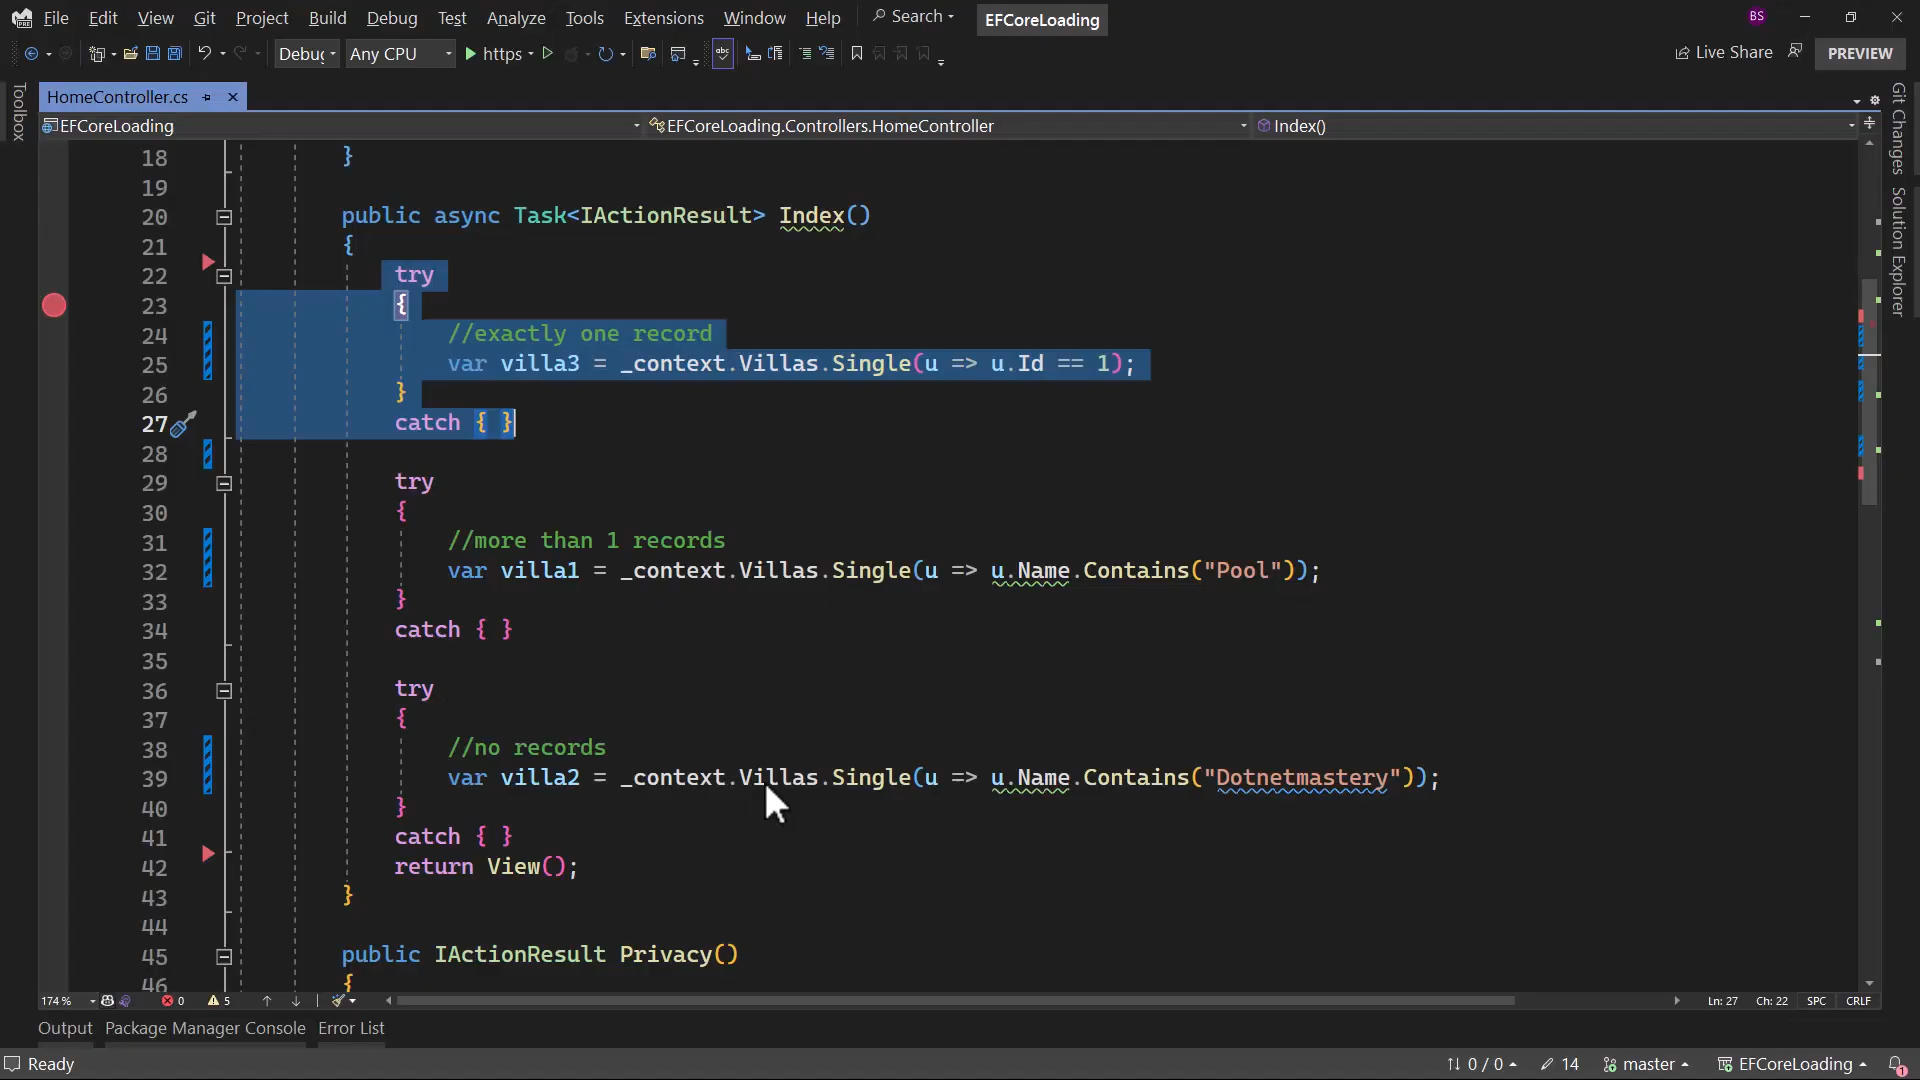 File Edit View Git Project Build Debug Test Analyze Tools Extensions Window Help Search EFCoreLoading BS
Debug Any CPU https Live Share PREVIEW
Toolbox
HomeController.cs
EFCoreLoading EFCoreLoading.Controllers.HomeController Index()
18 }
19
20 public async Task<IActionResult> Index()
21 {
22 try
23 {
24 //exactly one record
25 var villa3 = _context.Villas.Single(u => u.Id == 1);
26 }
27 catch { }
28
29 try
30 {
31 //more than 1 records
32 var villa1 = _context.Villas.Single(u => u.Name.Contains("Pool"));
33 }
34 catch { }
35
36 try
37 {
38 //no records
39 var villa2 = _context.Villas.Single(u => u.Name.Contains("Dotnetmastery"));
40 }
41 catch { }
42 return View();
43 }
44
45 public IActionResult Privacy()
46 {
Git Changes
Solution Explorer
174 % 0 5 Ln: 27 Ch: 22 SPC CRLF
Output Package Manager Console Error List
Ready 0 / 0 14 master EFCoreLoading 1